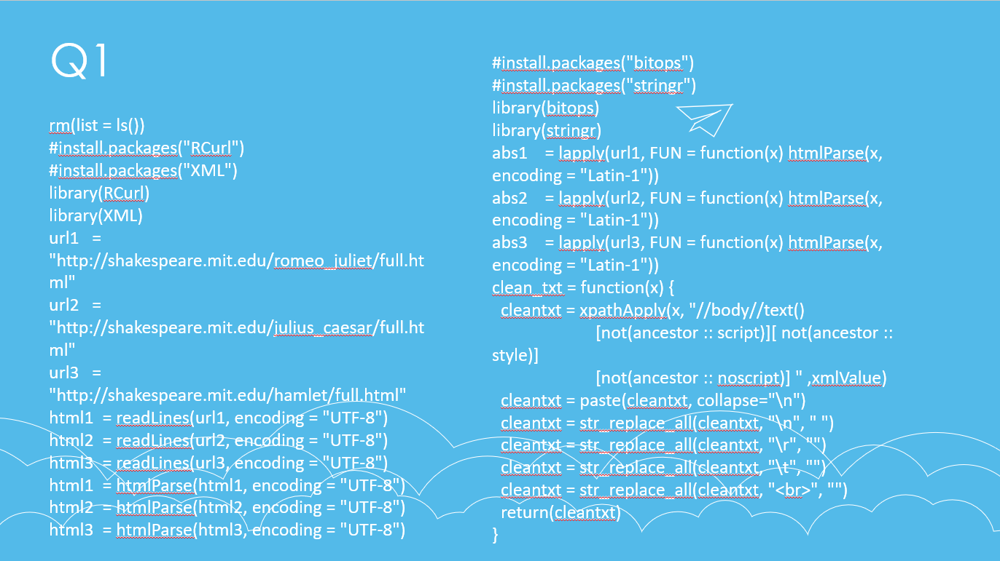 Q1
rm(list = ls())
#install.packages("RCurl")
#install.packages("XML")
library(RCurl)
library(XML)
url1   =
"http://shakespeare.mit.edu/romeo_juliet/full.ht
ml"
url2   =
"http://shakespeare.mit.edu/julius_caesar/full.ht
ml"
url3   =
"http://shakespeare.mit.edu/hamlet/full.html"
html1  = readLines(url1, encoding = "UTF-8")
html2  = readLines(url2, encoding = "UTF-8")
html3  = readLines(url3, encoding = "UTF-8")
html1  = htmlParse(html1, encoding = "UTF-8")
html2  = htmlParse(html2, encoding = "UTF-8")
html3  = htmlParse(html3, encoding = "UTF-8")
#install.packages("bitops")
#install.packages("stringr")
library(bitops)
library(stringr)
abs1    = lapply(url1, FUN = function(x) htmlParse(x,
encoding = "Latin-1"))
abs2    = lapply(url2, FUN = function(x) htmlParse(x,
encoding = "Latin-1"))
abs3    = lapply(url3, FUN = function(x) htmlParse(x,
encoding = "Latin-1"))
clean_txt = function(x) {
  cleantxt = xpathApply(x, "//body//text()
                       [not(ancestor :: script)][ not(ancestor ::
style)]
                       [not(ancestor :: noscript)] " ,xmlValue)
  cleantxt = paste(cleantxt, collapse="\n")
  cleantxt = str_replace_all(cleantxt, "\n", " ")
  cleantxt = str_replace_all(cleantxt, "\r", "")
  cleantxt = str_replace_all(cleantxt, "\t", "")
  cleantxt = str_replace_all(cleantxt, "<br>", "")
  return(cleantxt)
}